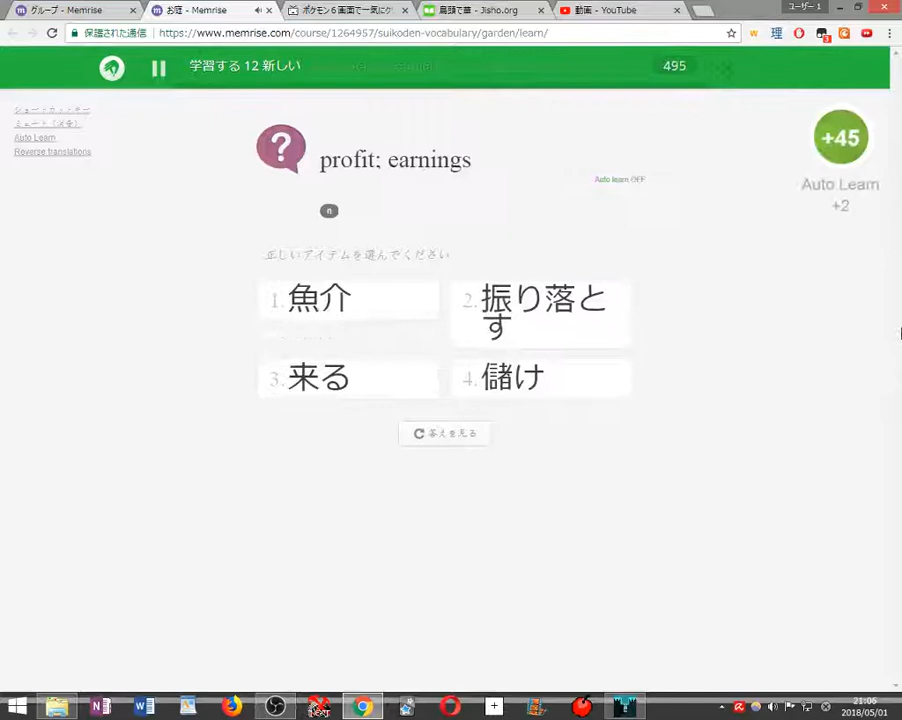 グループ - Memrise
お庭 - Memrise
ポケモン6画面で一気にク
鳥頭で華 - Jisho.org
動画 - YouTube
ユーザー 1
保護された通信
https://www.memrise.com/course/1264957/suikoden-vocabulary/garden/learn/
学習する 12 新しい
495
Auto Learn
Reverse translations
profit; earnings
Auto learn OFF
n
+45
Auto Learn
+2
正しいアイテムを選んでください
1. 魚介
2. 振り落とす
3. 来る
4. 儲け
答えを見る
21:05
2018/05/01